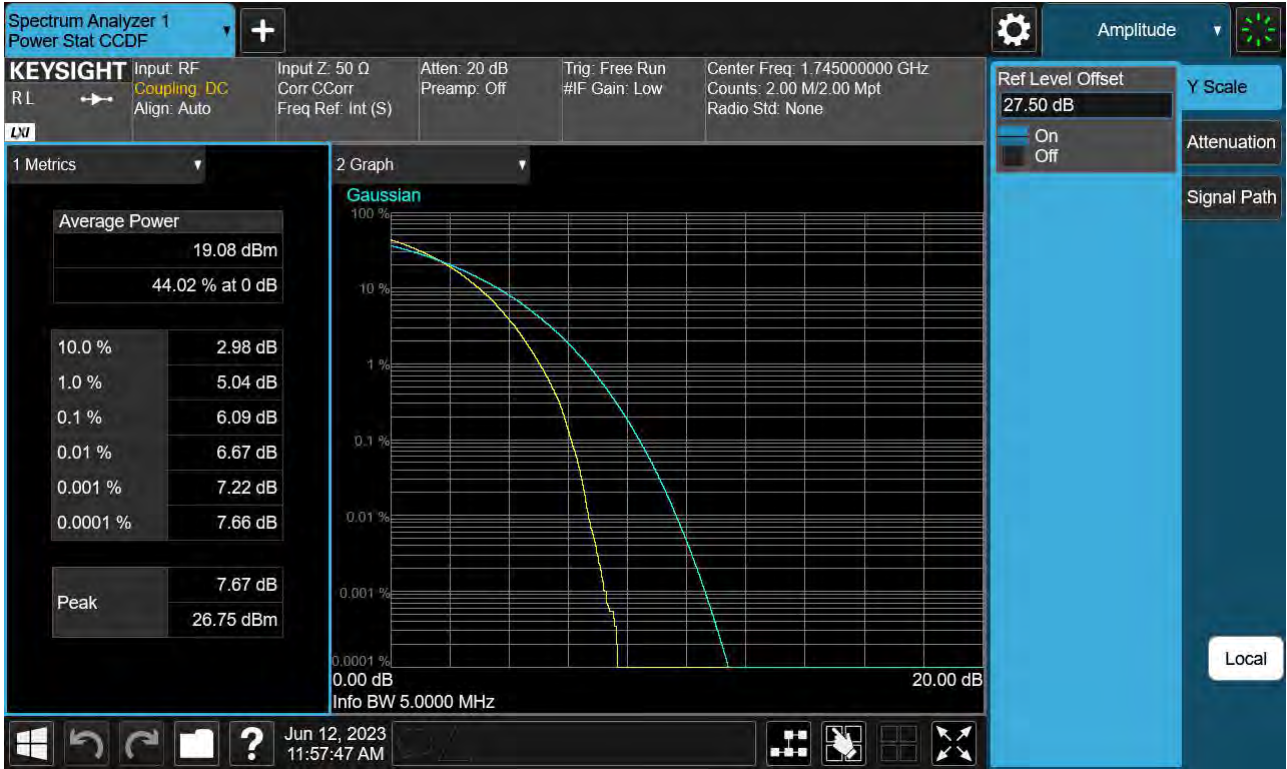 Spectrum Analyzer 1
Power Stat CCDF
+
Amplitude
KEYSIGHT
RL
LXI
Input: RF
Coupling: DC
Align: Auto
Input Z: 50 Ω
Corr CCorr
Freq Ref: Int (S)
Atten: 20 dB
Preamp: Off
Trig: Free Run
#IF Gain: Low
Center Freq: 1.745000000 GHz
Counts: 2.00 M/2.00 Mpt
Radio Std: None
Ref Level Offset
27.50 dB
On
Off
Y Scale
Attenuation
Signal Path
Local
1 Metrics
Average Power
19.08 dBm
44.02 % at 0 dB
10.0 % 2.98 dB
1.0 % 5.04 dB
0.1 % 6.09 dB
0.01 % 6.67 dB
0.001 % 7.22 dB
0.0001 % 7.66 dB
Peak
7.67 dB
26.75 dBm
2 Graph
Gaussian
100 %
10 %
1 %
0.1 %
0.01 %
0.001 %
0.0001 %
0.00 dB 20.00 dB
Info BW 5.0000 MHz
?
Jun 12, 2023
11:57:47 AM